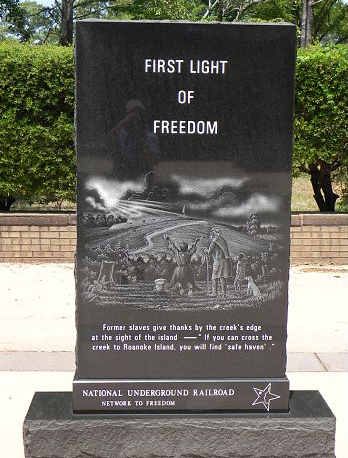 FIRST LIGHT
OF
FREEDOM
Former slaves give thanks by the creek's edge
at the sight of the island — "If you can cross the
creek to Roanoke Island, you will find 'safe haven'."
NATIONAL UNDERGROUND RAILROAD
NETWORK TO FREEDOM